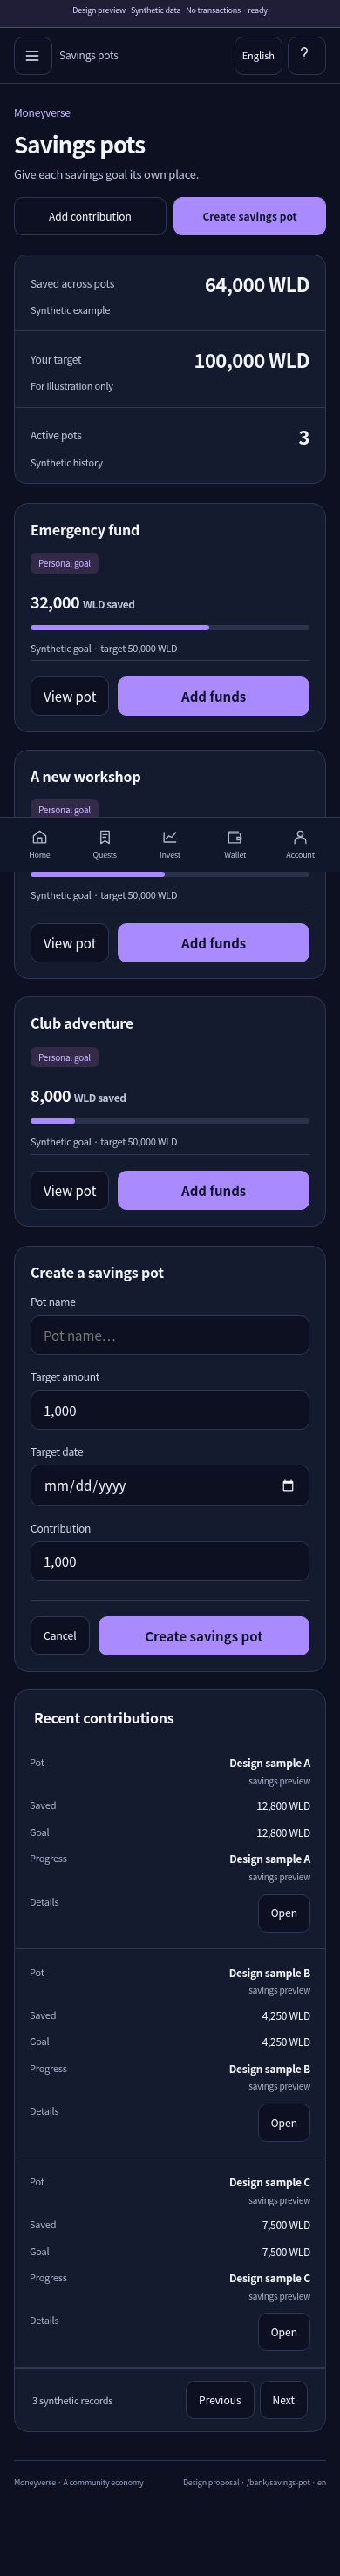 Design preview Synthetic data No transactions · ready
Savings pots
English
?
Moneyverse
Savings pots
Give each savings goal its own place.
Add contribution
Create savings pot
Saved across pots
64,000 WLD
Synthetic example
Your target
100,000 WLD
For illustration only
Active pots
3
Synthetic history
Emergency fund
Personal goal
32,000 WLD saved
Synthetic goal · target 50,000 WLD
View pot
Add funds
A new workshop
Personal goal
Home
Quests
Invest
Wallet
Account
Synthetic goal · target 50,000 WLD
View pot
Add funds
Club adventure
Personal goal
8,000 WLD saved
Synthetic goal · target 50,000 WLD
View pot
Add funds
Create a savings pot
Pot name
Pot name…
Target amount
1,000
Target date
mm/dd/yyyy
Contribution
1,000
Cancel
Create savings pot
Recent contributions
Pot
Design sample A
savings preview
Saved
12,800 WLD
Goal
12,800 WLD
Progress
Design sample A
savings preview
Details
Open
Pot
Design sample B
savings preview
Saved
4,250 WLD
Goal
4,250 WLD
Progress
Design sample B
savings preview
Details
Open
Pot
Design sample C
savings preview
Saved
7,500 WLD
Goal
7,500 WLD
Progress
Design sample C
savings preview
Details
Open
3 synthetic records
Previous
Next
Moneyverse · A community economy
Design proposal · /bank/savings-pot · en